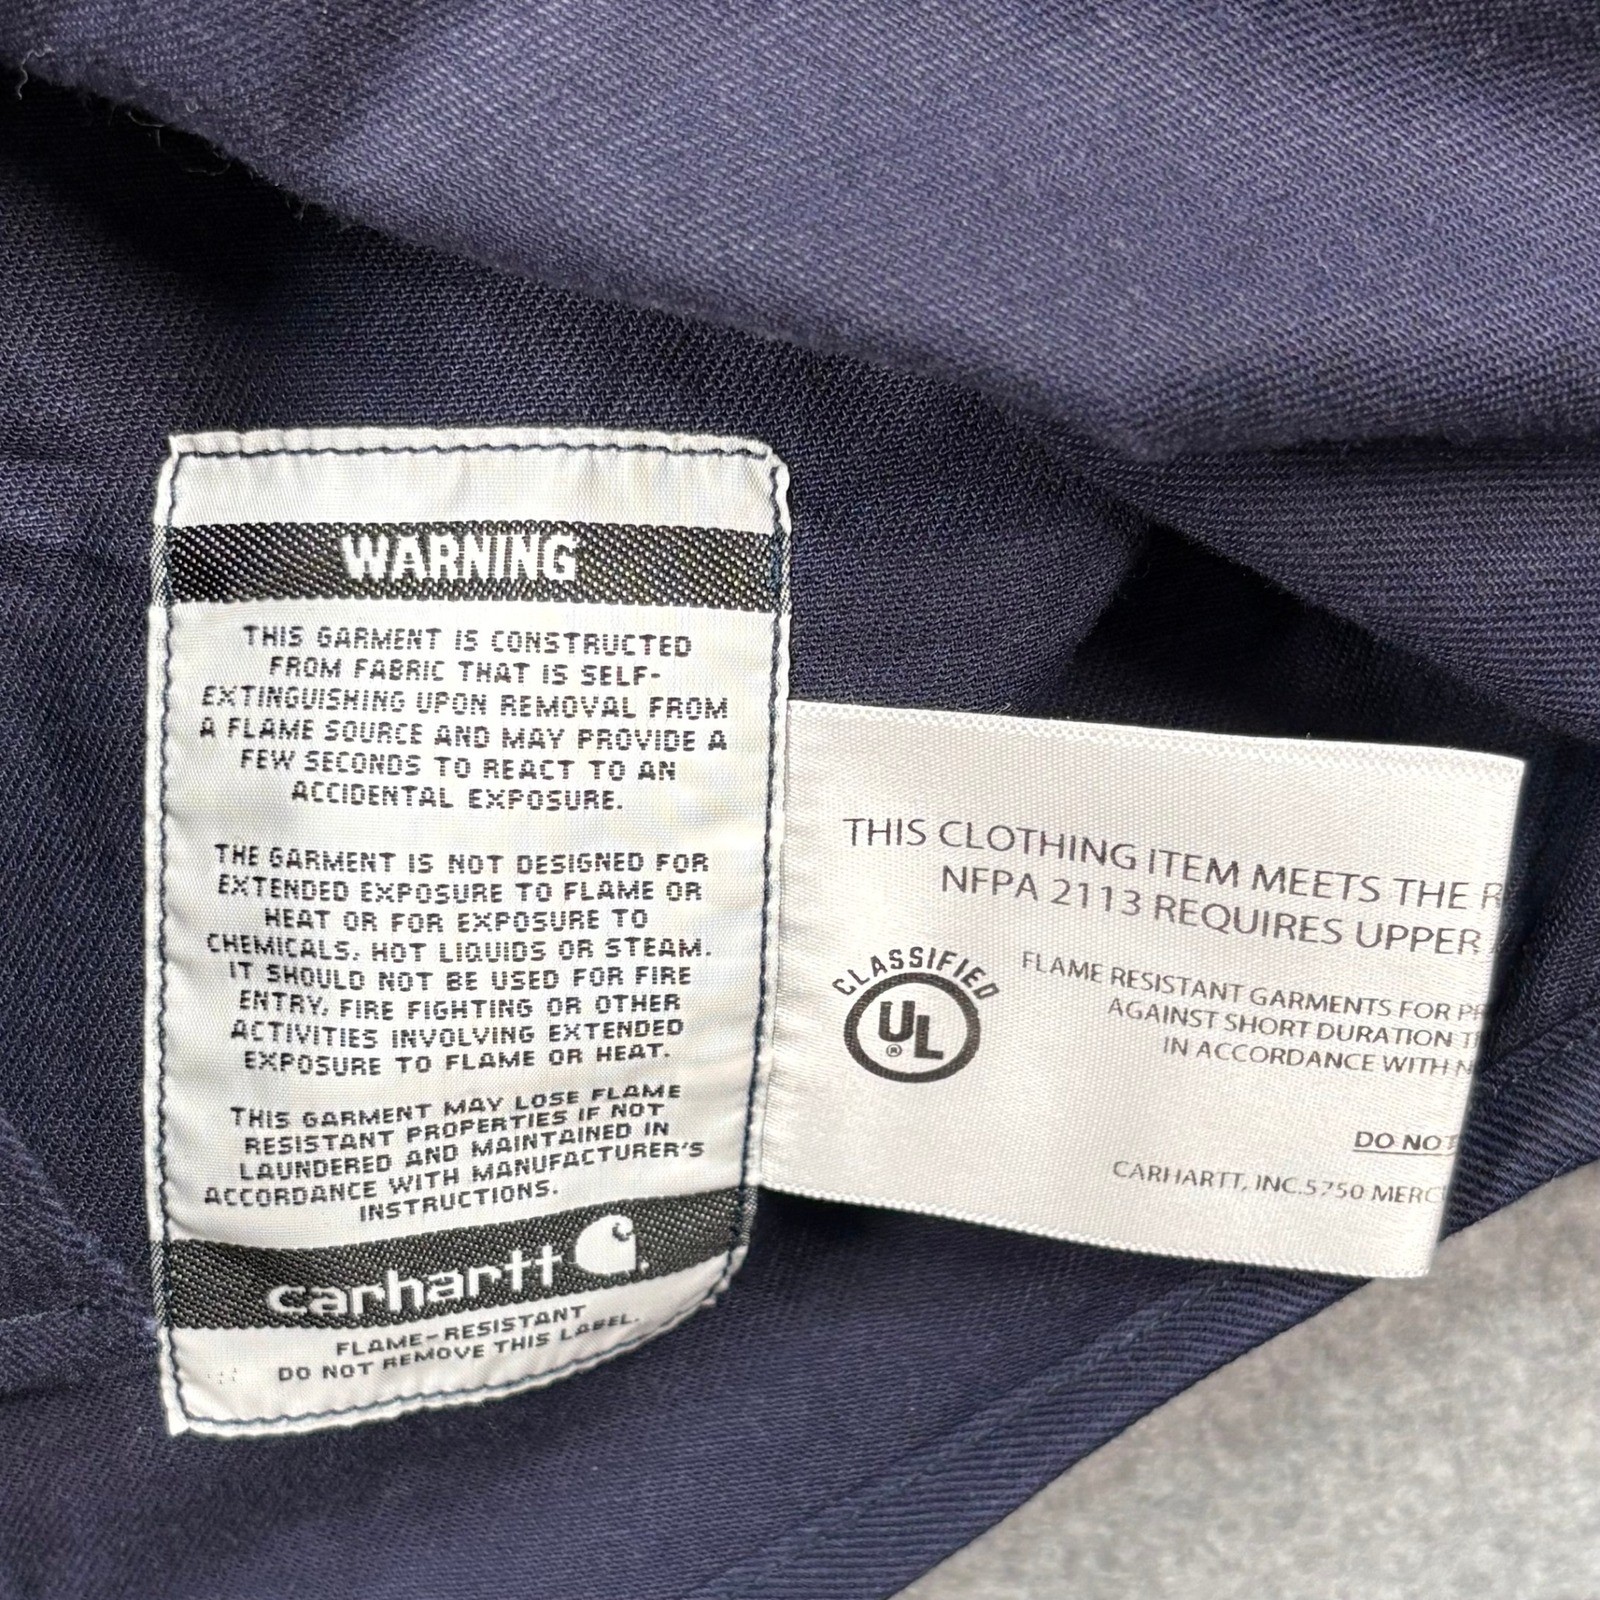 WARNING
THIS GARMENT IS CONSTRUCTED
FROM FABRIC THAT IS SELF-
EXTINGUISHING UPON REMOVAL FROM
A FLAME SOURCE AND MAY PROVIDE A
FEW SECONDS TO REACT TO AN
ACCIDENTAL EXPOSURE.
THE GARMENT IS NOT DESIGNED FOR
EXTENDED EXPOSURE TO FLAME OR
HEAT OR FOR EXPOSURE TO
CHEMICALS, HOT LIQUIDS OR STEAM.
IT SHOULD NOT BE USED FOR FIRE
ENTRY, FIRE FIGHTING OR OTHER
ACTIVITIES INVOLVING EXTENDED
EXPOSURE TO FLAME OR HEAT.
THIS GARMENT MAY LOSE FLAME
RESISTANT PROPERTIES IF NOT
LAUNDERED AND MAINTAINED IN
ACCORDANCE WITH MANUFACTURER'S
INSTRUCTIONS.
carhartt
FLAME-RESISTANT
DO NOT REMOVE THIS LABEL.
THIS CLOTHING ITEM MEETS THE
NFPA 2113 REQUIRES UPPER
CLASSIFIED
UL ®
FLAME RESISTANT GARMENTS FOR
AGAINST SHORT DURATION
IN ACCORDANCE WITH
DO NOT
CARHARTT, INC.5750 MERC